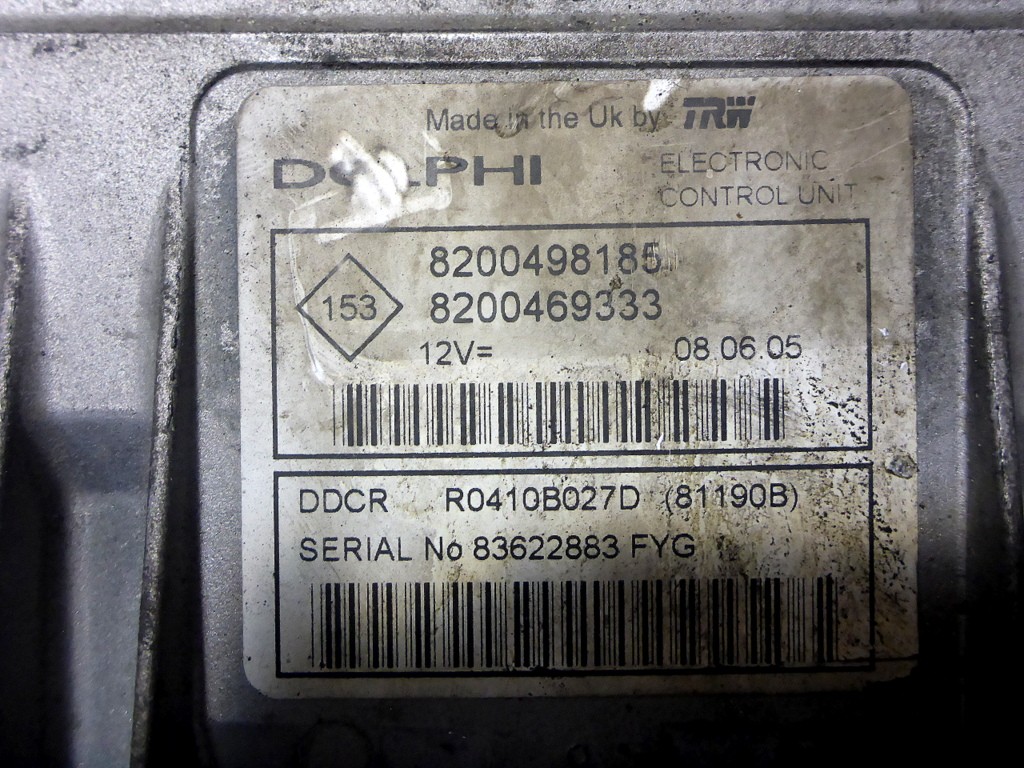 Made in the Uk by TRW
DELPHI
ELECTRONIC
CONTROL UNIT
8200498185
153
8200469333
12V=
08.06.05
DDCR R0410B027D (81190B)
SERIAL No 83622883 FYG